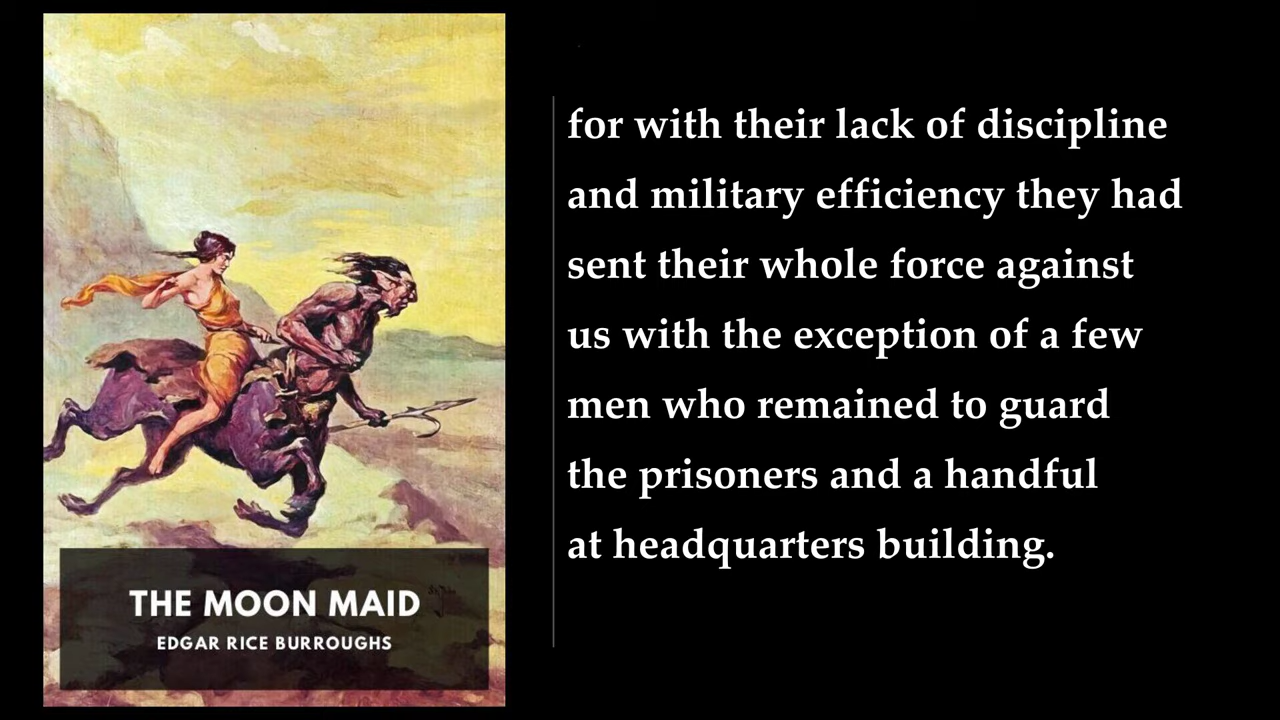 THE MOON MAID
EDGAR RICE BURROUGHS
for with their lack of discipline
and military efficiency they had
sent their whole force against
us with the exception of a few
men who remained to guard
the prisoners and a handful
at headquarters building.